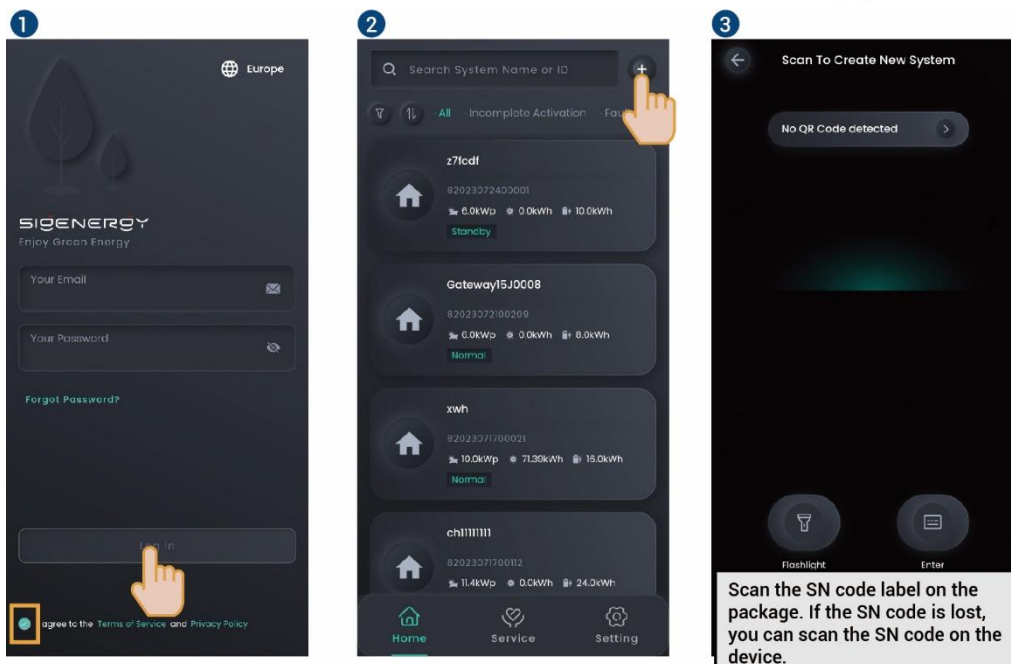 1
Europe
SIGENERGY
Enjoy Green Energy
Your Email
Your Password
Forgot Password?
Log in
agree to the Terms of Service and Privacy Policy
2
Search System Name or ID
All · Incomplete Activation · Fau
z7fcdf
82023072400001
6.0kWp 0.0kWh 10.0kWh
Standby
Gateway15J0008
82023072100209
6.0kWp 0.0kWh 8.0kWh
Normal
xwh
82023071700021
10.0kWp 71.39kWh 16.0kWh
Normal
82023071700112
11.4kWp 0.0kWh 24.0kWh
Home Service Setting
3
Scan To Create New System
No QR Code detected
Flashlight Enter
Scan the SN code label on the
package. If the SN code is lost,
you can scan the SN code on the
device.